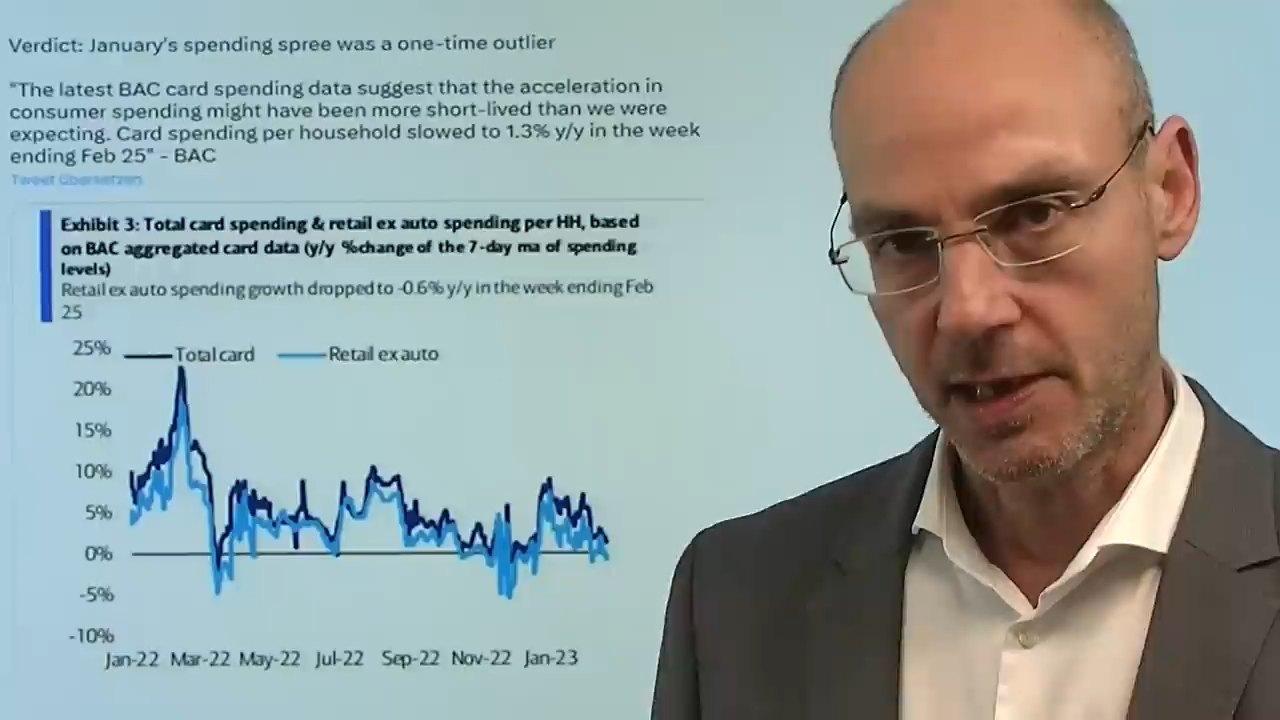 Verdict: January's spending spree was a one-time outlier
"The latest BAC card spending data suggest that the acceleration in
consumer spending might have been more short-lived than we were
expecting. Card spending per household slowed to 1.3% y/y in the week
ending Feb 25" - BAC
Tweet übersetzen
Exhibit 3: Total card spending & retail ex auto spending per HH, based
on BAC aggregated card data (y/y %change of the 7-day ma of spending
levels)
Retail ex auto spending growth dropped to -0.6% y/y in the week ending Feb
25
25% Total card Retail ex auto
20%
15%
10%
5%
0%
-5%
-10%
Jan-22 Mar-22 May-22 Jul-22 Sep-22 Nov-22 Jan-23